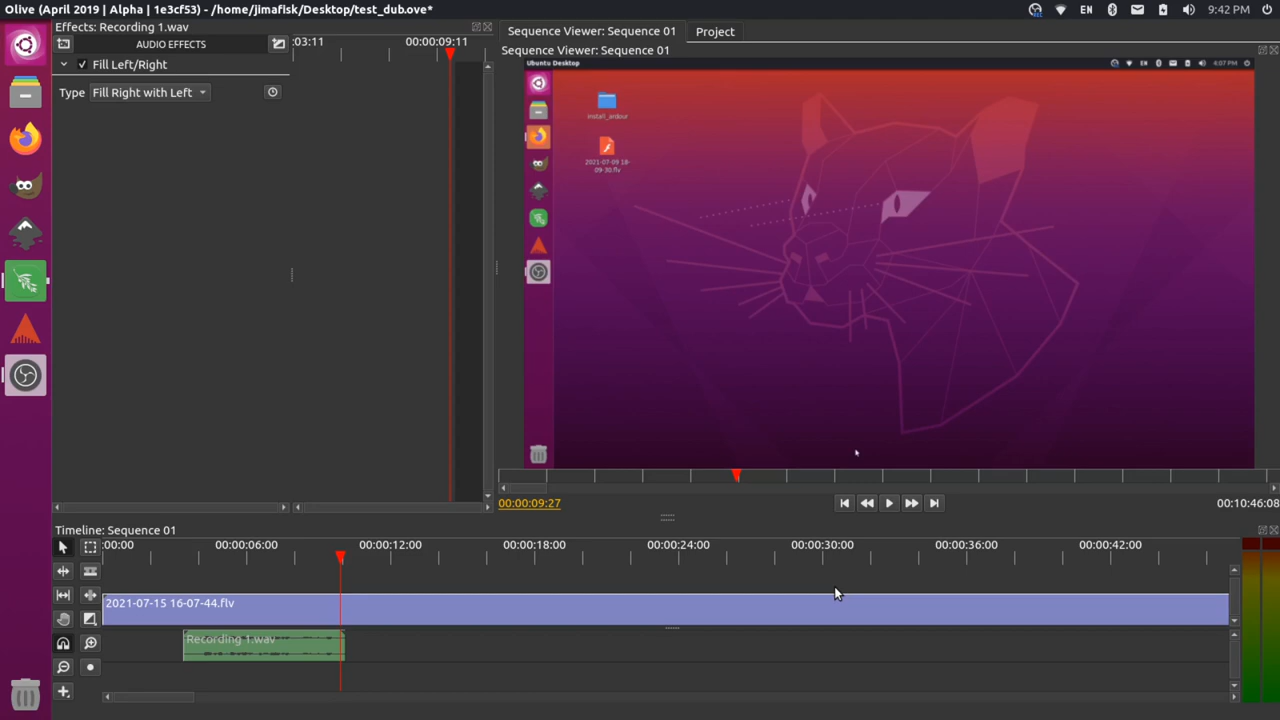 Olive (April 2019 | Alpha | 1e3cf53) - /home/jimafisk/Desktop/test_dub.ove*
EN
9:42 PM
Effects: Recording 1.wav
AUDIO EFFECTS
:03:11
00:00:09:11
Fill Left/Right
Type
Fill Right with Left
Sequence Viewer: Sequence 01
Project
Sequence Viewer: Sequence 01
Ubuntu Desktop
EN
4:07 PM
install_ardour
2021-07-09 18-
09-30.flv
00:00:09:27
00:10:46:08
Timeline: Sequence 01
:00:00
00:00:06:00
00:00:12:00
00:00:18:00
00:00:24:00
00:00:30:00
00:00:36:00
00:00:42:00
2021-07-15 16-07-44.flv
Recording 1.wav